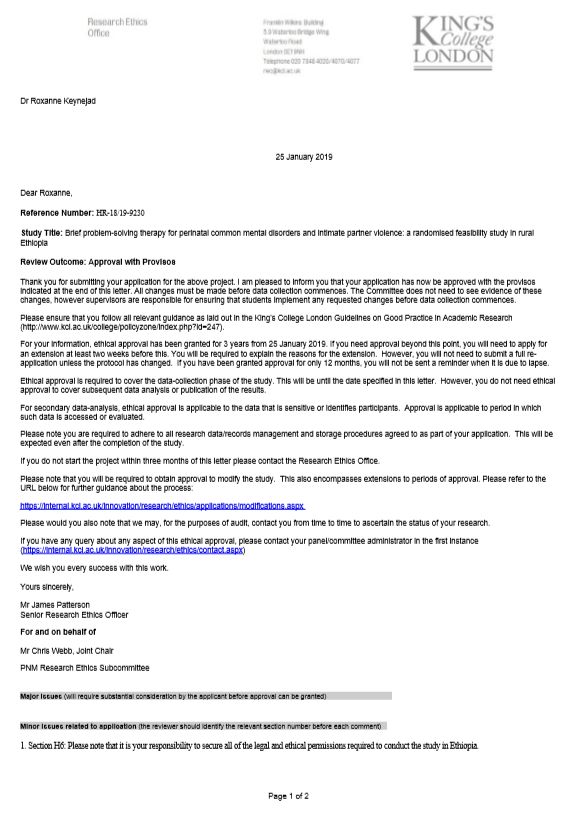 Research Ethics
Office
Franklin Wilkins Building
5.9 Waterloo Bridge Wing
Waterloo Road
London SE1 9NH
Telephone 020 7848 4020/4070/4077
rec@kcl.ac.uk
KING'S
College
LONDON
Dr Roxanne Keynejad
25 January 2019
Dear Roxanne,
Reference Number: HR-18/19-9230
Study Title: Brief problem-solving therapy for perinatal common mental disorders and intimate partner violence: a randomised feasibility study in rural
Ethiopia
Review Outcome: Approval with Provisos
Thank you for submitting your application for the above project. I am pleased to inform you that your application has now been approved with the provisos
indicated at the end of this letter. All changes must be made before data collection commences. The Committee does not need to see evidence of these
changes, however supervisors are responsible for ensuring that students implement any requested changes before data collection commences.
Please ensure that you follow all relevant guidance as laid out in the King's College London Guidelines on Good Practice in Academic Research
(http://www.kcl.ac.uk/college/policyzone/index.php?id=247).
For your information, ethical approval has been granted for 3 years from 25 January 2019. If you need approval beyond this point, you will need to apply for
an extension at least two weeks before this. You will be required to explain the reasons for the extension. However, you will not need to submit a full re-
application unless the protocol has changed. If you have been granted approval for only 12 months, you will not be sent a reminder when it is due to lapse.
Ethical approval is required to cover the data-collection phase of the study. This will be until the date specified in this letter. However, you do not need ethical
approval to cover subsequent data analysis or publication of the results.
For secondary data-analysis, ethical approval is applicable to the data that is sensitive or identifies participants. Approval is applicable to period in which
such data is accessed or evaluated.
Please note you are required to adhere to all research data/records management and storage procedures agreed to as part of your application. This will be
expected even after the completion of the study.
If you do not start the project within three months of this letter please contact the Research Ethics Office.
Please note that you will be required to obtain approval to modify the study. This also encompasses extensions to periods of approval. Please refer to the
URL below for further guidance about the process:
https://internal.kcl.ac.uk/innovation/research/ethics/applications/modifications.aspx
Please would you also note that we may, for the purposes of audit, contact you from time to time to ascertain the status of your research.
If you have any query about any aspect of this ethical approval, please contact your panel/committee administrator in the first instance
(https://internal.kcl.ac.uk/innovation/research/ethics/contact.aspx)
We wish you every success with this work.
Yours sincerely,
Mr James Patterson
Senior Research Ethics Officer
For and on behalf of
Mr Chris Webb, Joint Chair
PNM Research Ethics Subcommittee
Major issues (will require substantial consideration by the applicant before approval can be granted)
Minor issues related to application (the reviewer should identify the relevant section number before each comment)
1. Section H6: Please note that it is your responsibility to secure all of the legal and ethical permissions required to conduct the study in Ethiopia.
Page 1 of 2